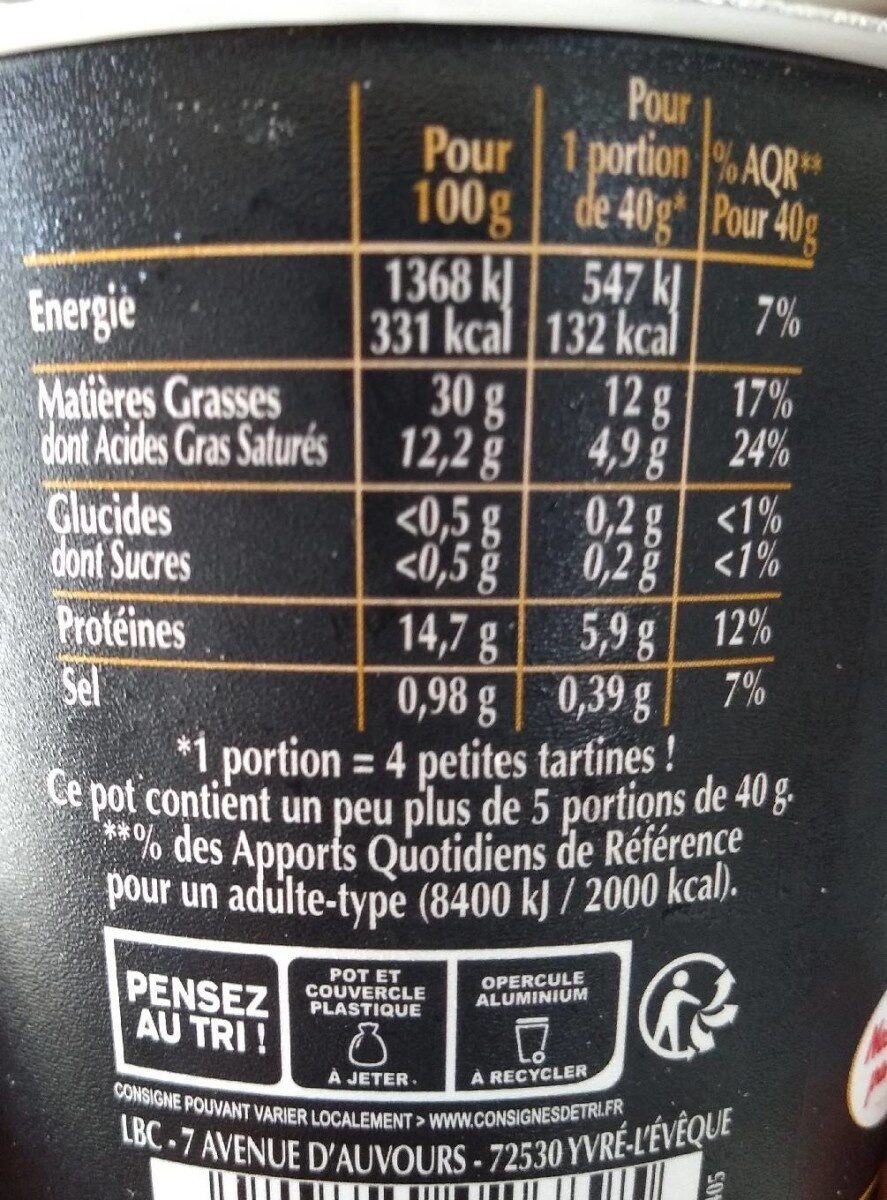 Pour 100g
Pour 1 portion de 40g*
% AQR** Pour 40g
Energie 1368 kJ 331 kcal 547 kJ 132 kcal 7%
Matières Grasses 30 g 12 g 17%
dont Acides Gras Saturés 12,2 g 4,9 g 24%
Glucides <0,5 g 0,2 g <1%
dont Sucres <0,5 g 0,2 g <1%
Protéines 14,7 g 5,9 g 12%
Sel 0,98 g 0,39 g 7%
*1 portion = 4 petites tartines !
Ce pot contient un peu plus de 5 portions de 40 g.
**% des Apports Quotidiens de Référence
pour un adulte-type (8400 kJ / 2000 kcal).
PENSEZ
AU TRI !
POT ET
COUVERCLE
PLASTIQUE
À JETER
OPERCULE
ALUMINIUM
À RECYCLER
CONSIGNE POUVANT VARIER LOCALEMENT > WWW.CONSIGNESDETRI.FR
LBC - 7 AVENUE D'AUVOURS - 72530 YVRÉ-L'ÉVÊQUE